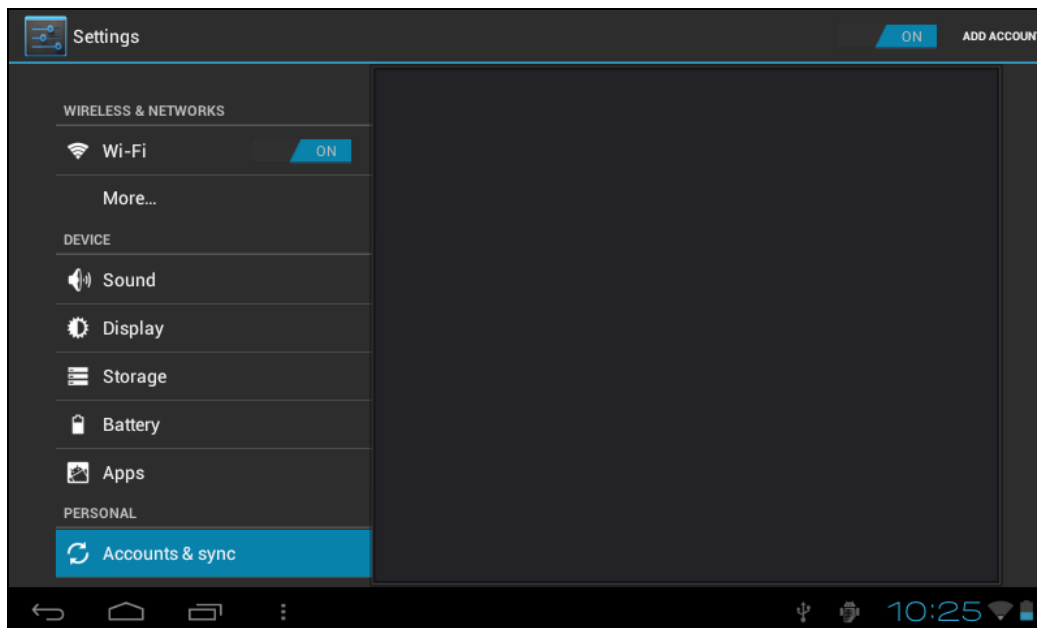 Settings
ON
ADD ACCOUN
WIRELESS & NETWORKS
Wi-Fi
ON
More...
DEVICE
Sound
Display
Storage
Battery
Apps
PERSONAL
Accounts & sync
10:25